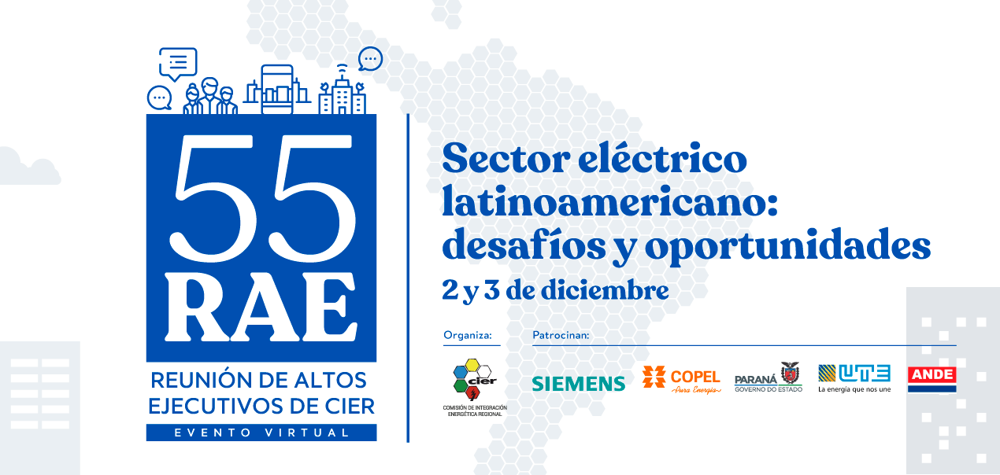 55
RAE
REUNIÓN DE ALTOS
EJECUTIVOS DE CIER
EVENTO VIRTUAL
Sector eléctrico
latinoamericano:
desafíos y oportunidades
2 y 3 de diciembre
Organiza:
cier
COMISIÓN DE INTEGRACIÓN
ENERGÉTICA REGIONAL
Patrocinan:
SIEMENS
COPEL
Pura Energia
PARANÁ
GOVERNO DO ESTADO
UTE
La energía que nos une
ANDE